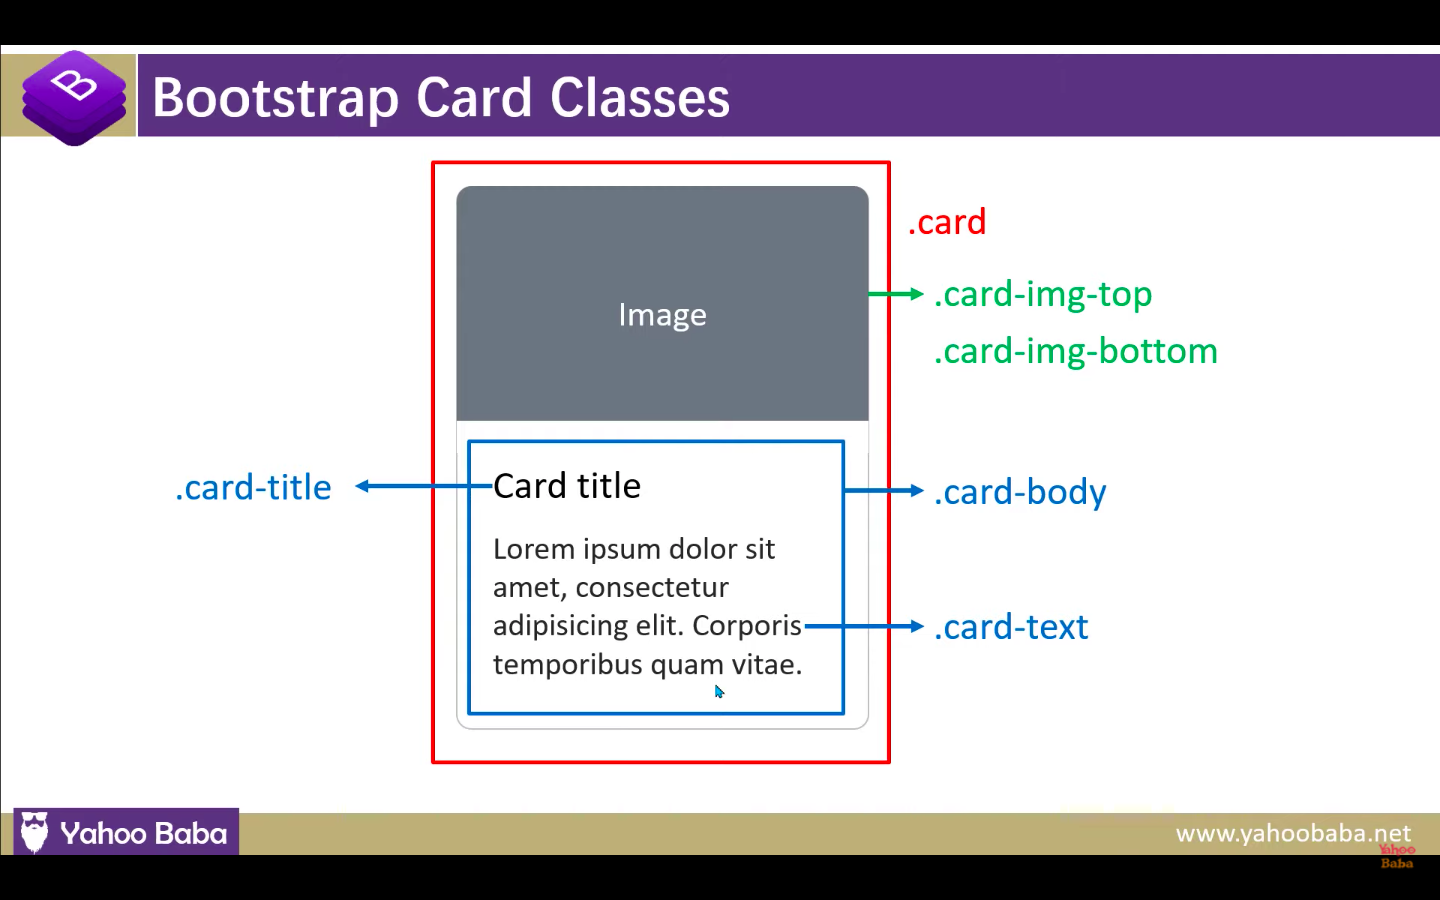 B
Bootstrap Card Classes
.card
.card-img-top
Image
.card-img-bottom
.card-title
Card title
.card-body
Lorem ipsum dolor sit
amet, consectetur
adipisicing elit. Corporis
temporibus quam vitae.
.card-text
Yahoo Baba
www.yahoobaba.net
Yahoo
Baba